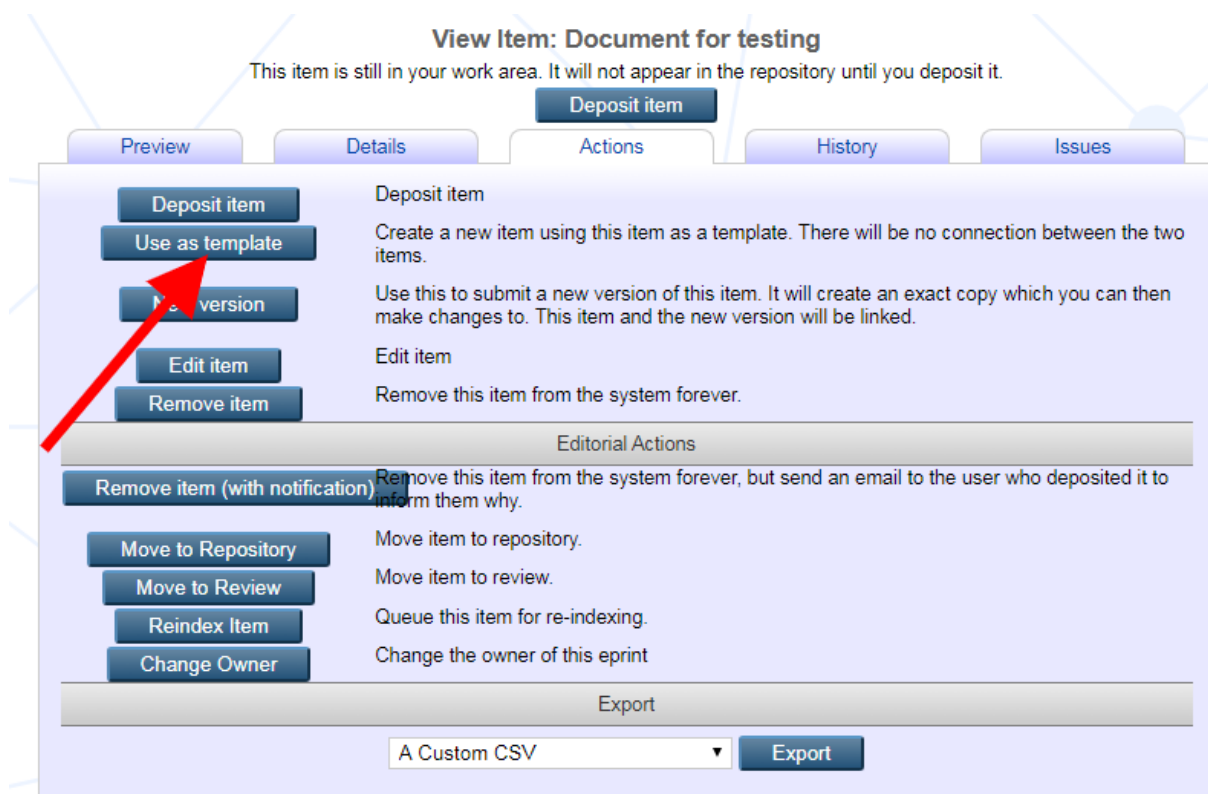 View Item: Document for testing
This item is still in your work area. It will not appear in the repository until you deposit it.
Deposit item
Preview Details Actions History Issues
Deposit item Deposit item
Use as template Create a new item using this item as a template. There will be no connection between the two
items.
version Use this to submit a new version of this item. It will create an exact copy which you can then
make changes to. This item and the new version will be linked.
Edit item Edit item
Remove item Remove this item from the system forever.
Editorial Actions
Remove item (with notification) Remove this item from the system forever, but send an email to the user who deposited it to
inform them why.
Move to Repository Move item to repository.
Move to Review Move item to review.
Reindex Item Queue this item for re-indexing.
Change Owner Change the owner of this eprint
Export
A Custom CSV Export